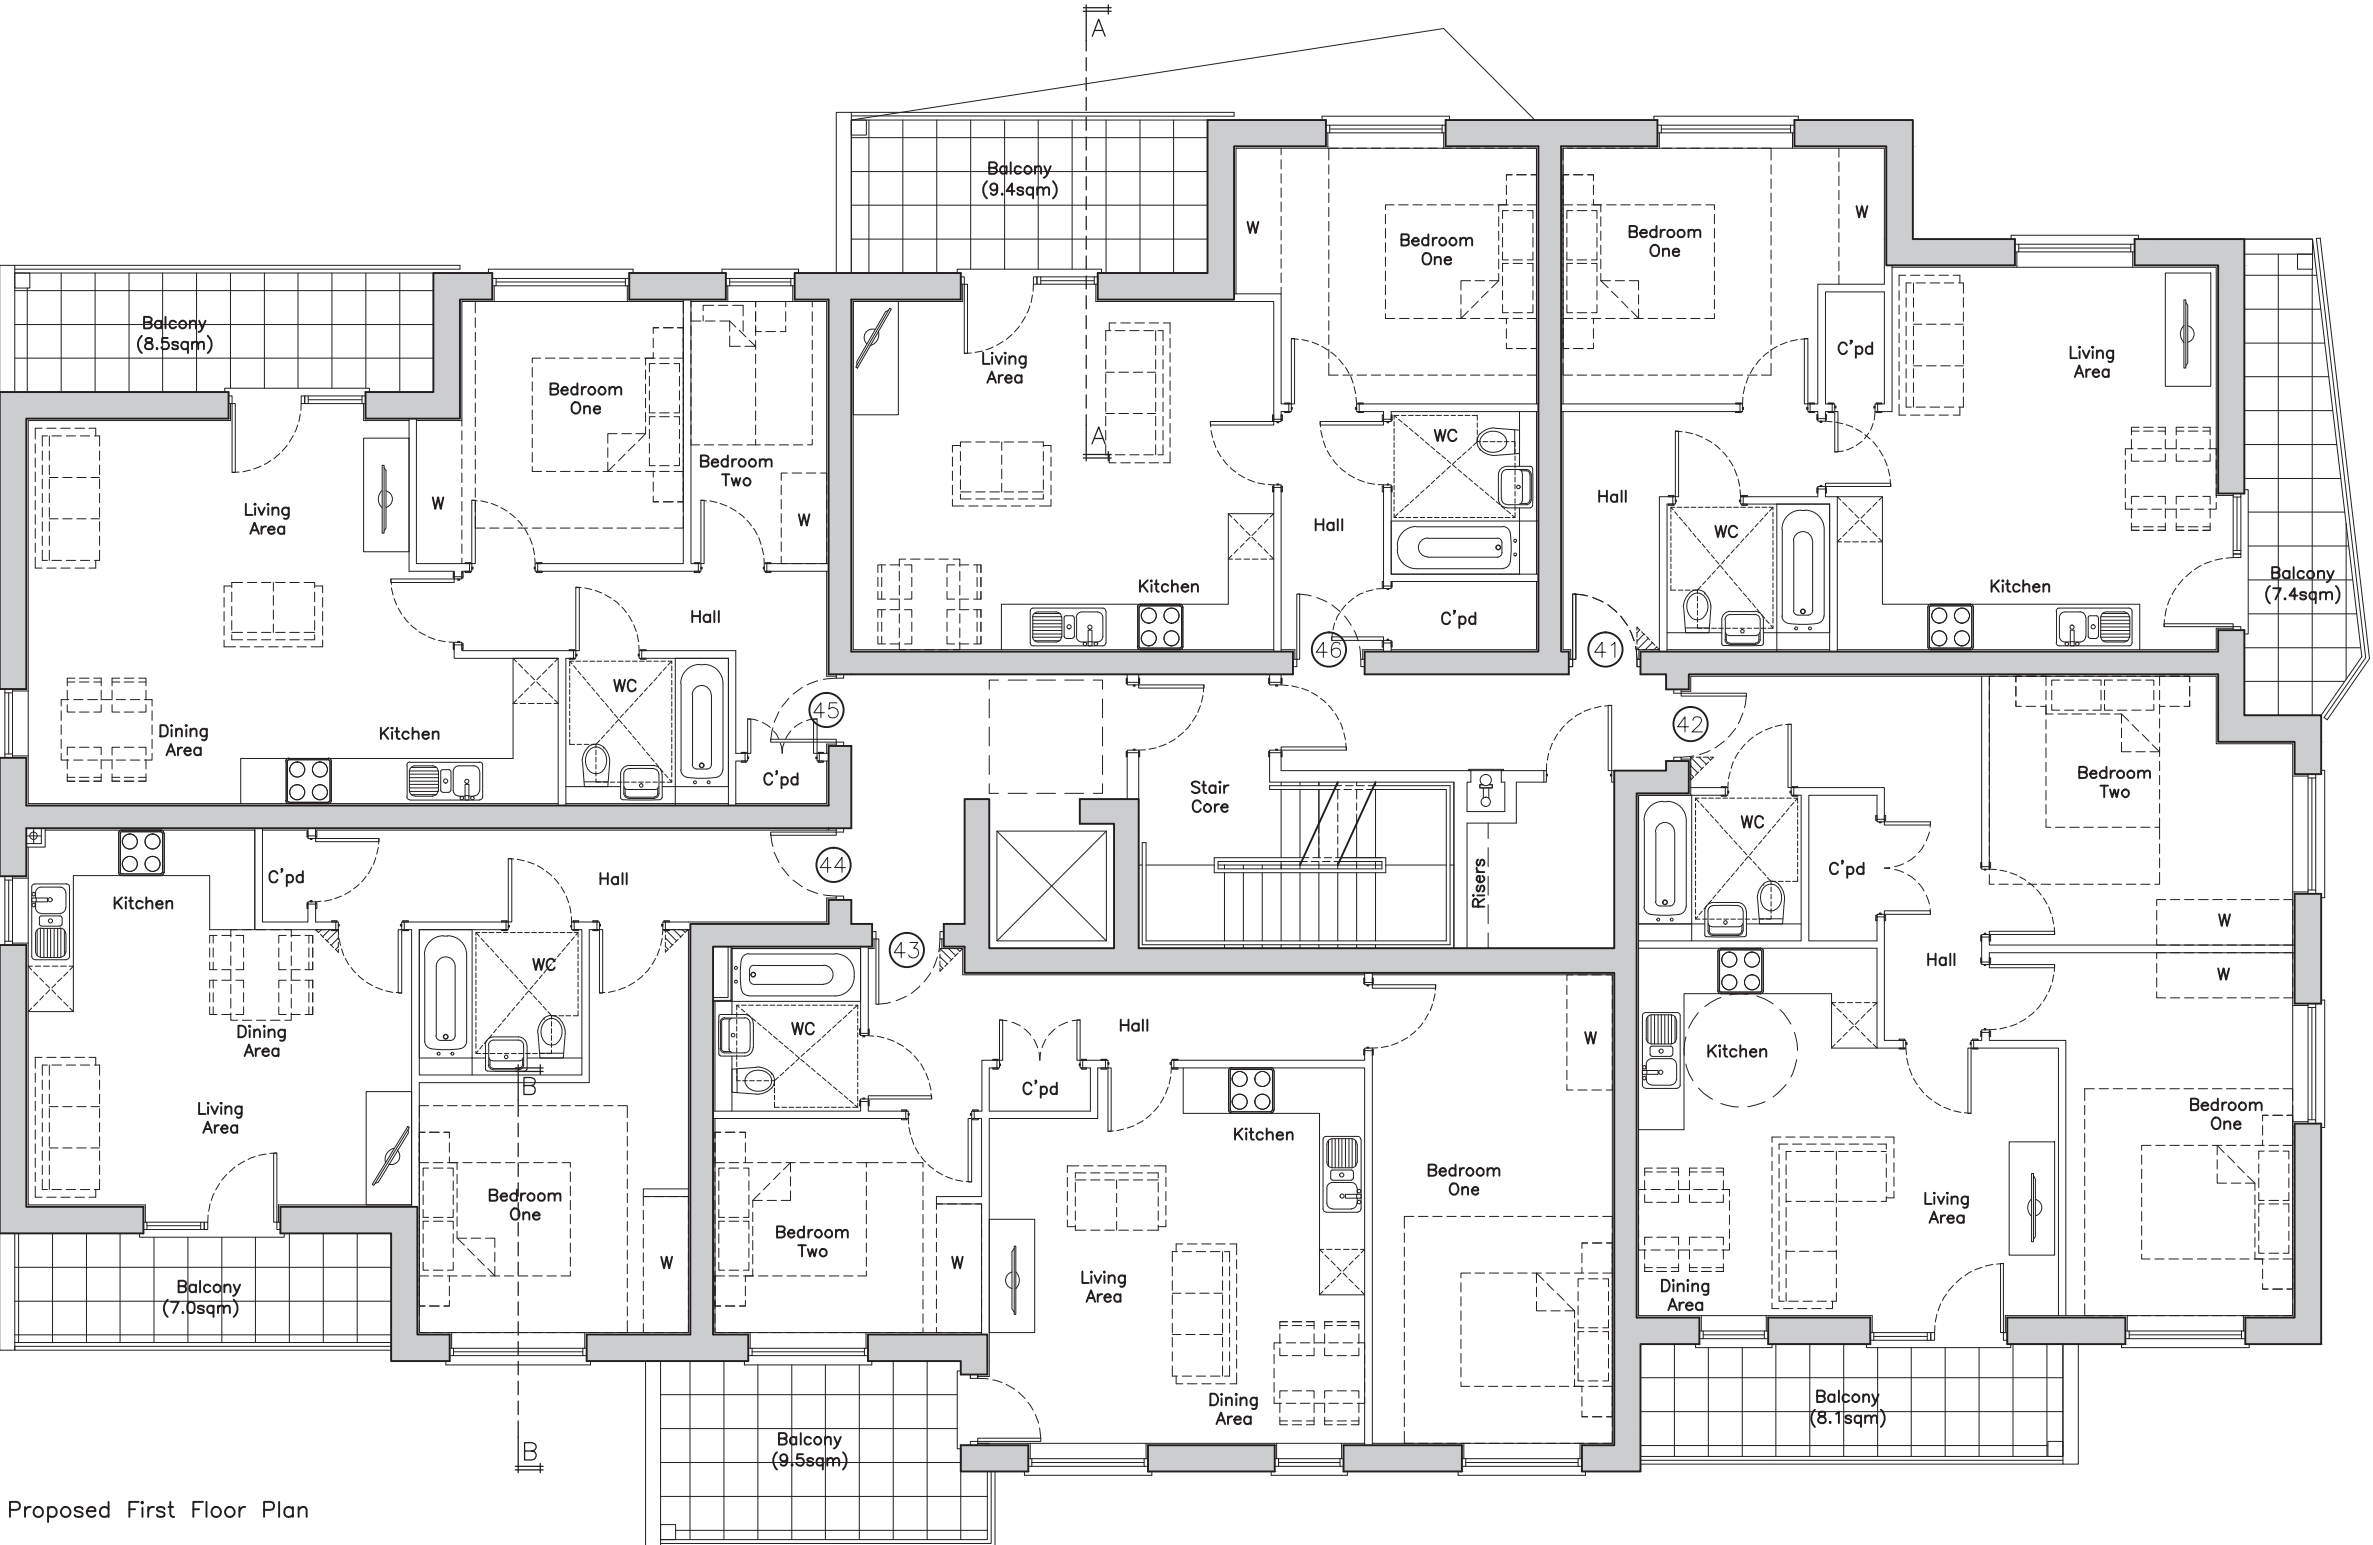 A
Balcony
(9.4sqm)
W
Bedroom
One
Bedroom
One
W
Balcony
(8.5sqm)
Bedroom
One
Bedroom
Two
W
W
Living
Area
Living
Area
A
WC
C'pd
Living
Area
Hall
Hall
WC
Kitchen
Kitchen
Balcony
(7.4sqm)
C'pd
46
41
Hall
WC
45
Dining
Area
Kitchen
C'pd
42
Stair
Core
Bedroom
Two
WC
C'pd
44
C'pd
Hall
Kitchen
Risers
W
43
WC
Hall
W
Dining
Area
WC
Hall
W
Kitchen
B
C'pd
Living
Area
Kitchen
Bedroom
One
Bedroom
One
Bedroom
One
Living
Area
Bedroom
Two
W
W
Living
Area
Balcony
(7.0sqm)
Dining
Area
Dining
Area
Balcony
(8.1sqm)
B
Balcony
(9.5sqm)
Proposed First Floor Plan